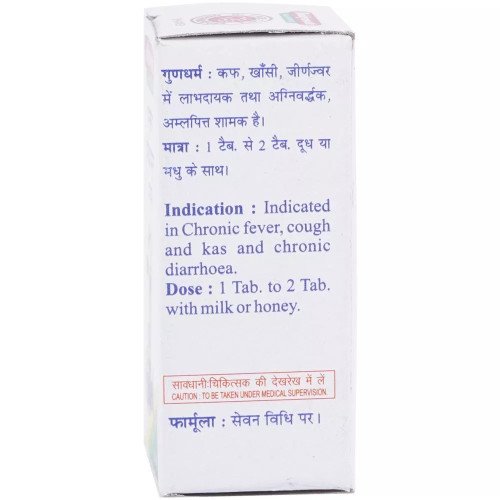 गुणधर्म : कफ, खाँसी, जीर्णज्वर
में लाभदायक तथा अग्निवर्द्धक,
अम्लपित्त शामक है।
मात्रा : 1 टैब. से 2 टैब. दूध या
मधु के साथ।
Indication : Indicated
in Chronic fever, cough
and kas and chronic
diarrhoea.
Dose : 1 Tab. to 2 Tab.
with milk or honey.
सावधानी:चिकित्सक की देखरेख में लें
CAUTION : TO BE TAKEN UNDER MEDICAL SUPERVISION.
फार्मूला : सेवन विधि पर।